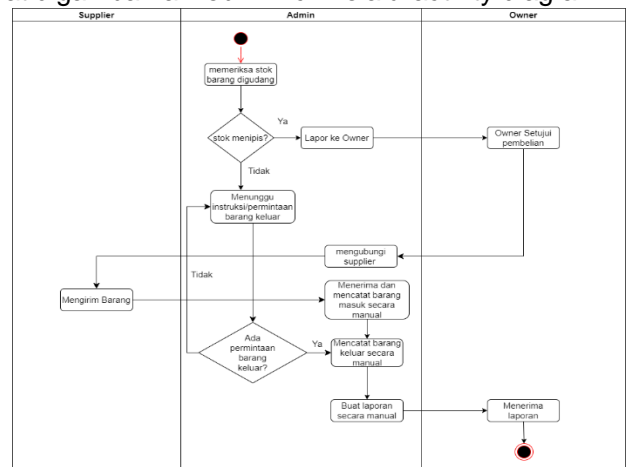 Supplier
Admin
Owner
memeriksa stok
barang digudang
Ya
stok menipis?
Lapor ke Owner
Owner Setujui
pembelian
Tidak
Menunggu
instruksi/permintaan
barang keluar
mengubungi
supplier
Tidak
Mengirim Barang
Menerima dan
mencatat barang
masuk secara
manual
Ada
permintaan
barang
keluar?
Ya
Mencatat barang
keluar secara
manual
Buat laporan
secara manual
Menerima
laporan